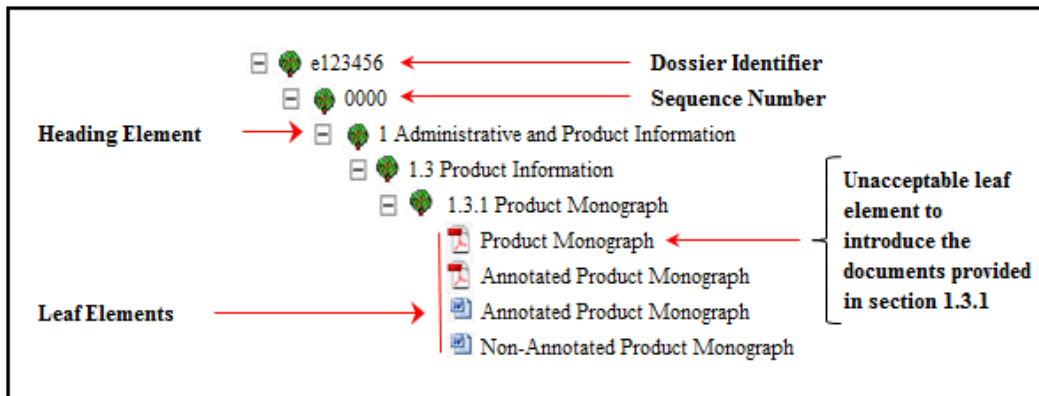 e123456 Dossier Identifier
0000 Sequence Number
Heading Element 1 Administrative and Product Information
1.3 Product Information
1.3.1 Product Monograph
Product Monograph
Annotated Product Monograph
Leaf Elements Annotated Product Monograph
Non-Annotated Product Monograph
Unacceptable leaf
element to
introduce the
documents provided
in section 1.3.1